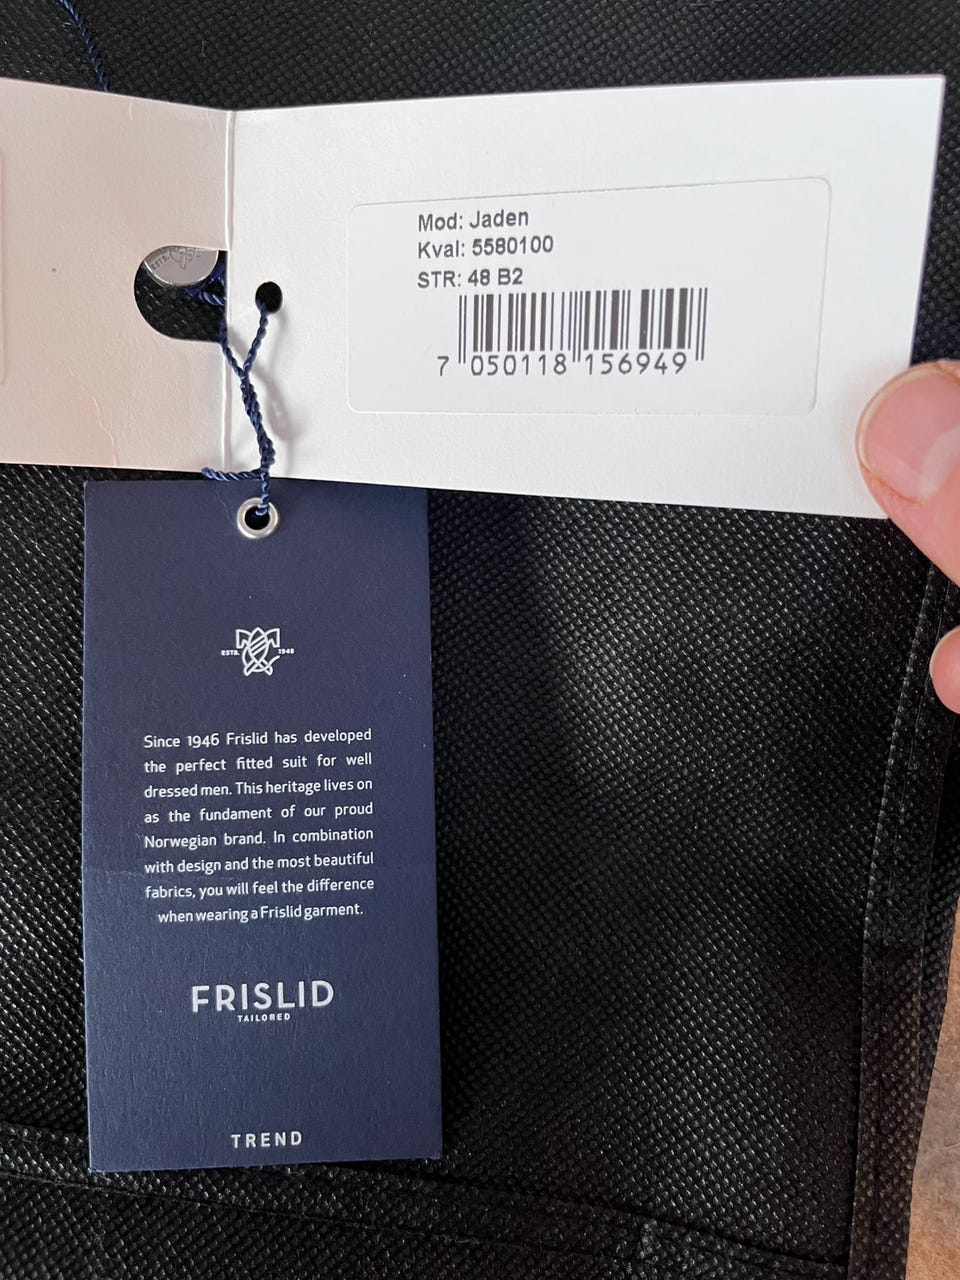 Mod: Jaden
Kval: 5580100
STR: 48 B2
7 050118 156949
ESTB. 1946
Since 1946 Frislid has developed
the perfect fitted suit for well
dressed men. This heritage lives on
as the fundament of our proud
Norwegian brand. In combination
with design and the most beautiful
fabrics, you will feel the difference
when wearing a Frislid garment.
FRISLID
TAILORED
TREND